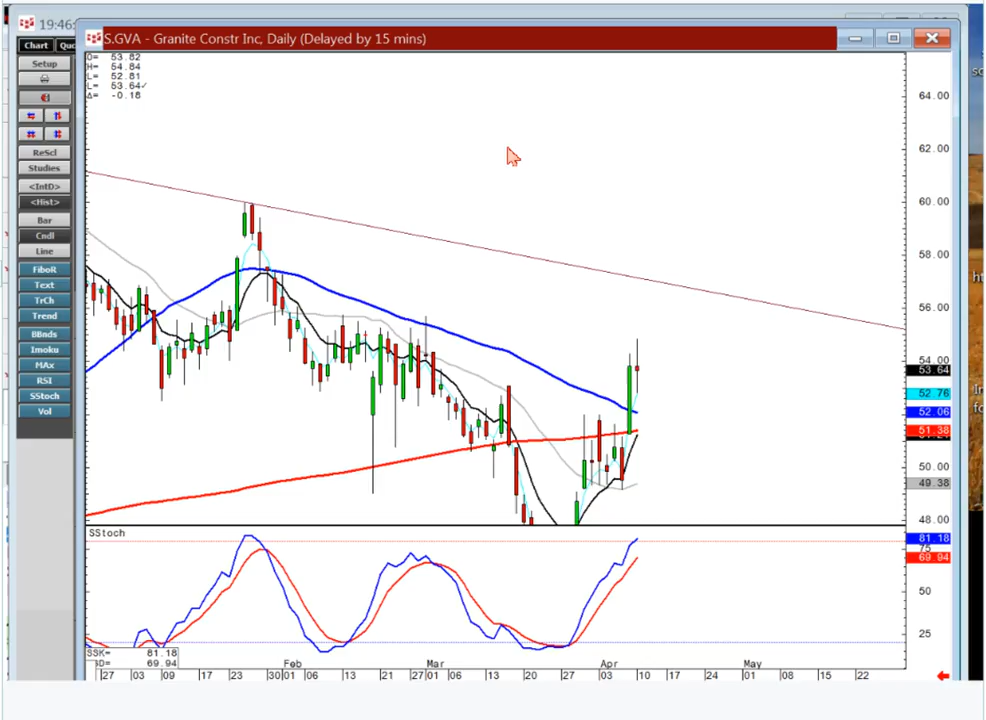 19:46:
S.GVA - Granite Constr Inc, Daily (Delayed by 15 mins)
Chart
O= 53.82
H= 54.84
L= 52.81
L= 53.64✓
Δ= -0.18
Setup
ReScl
Studies
<IntD>
<Hist>
Bar
Cndl
Line
FiboR
Text
TrCh
Trend
BBnds
Imoku
MAx
RSI
SStoch
Vol
64.00
62.00
60.00
58.00
56.00
54.00
53.64
52.76
52.06
51.38
50.00
49.38
48.00
SStoch
81.18
75
69.94
50
25
SSK= 81.18
SD= 69.94
Feb Mar Apr May
27 03 09 17 23 30 01 06 13 21 27 01 06 13 20 27 03 10 17 24 01 08 15 22